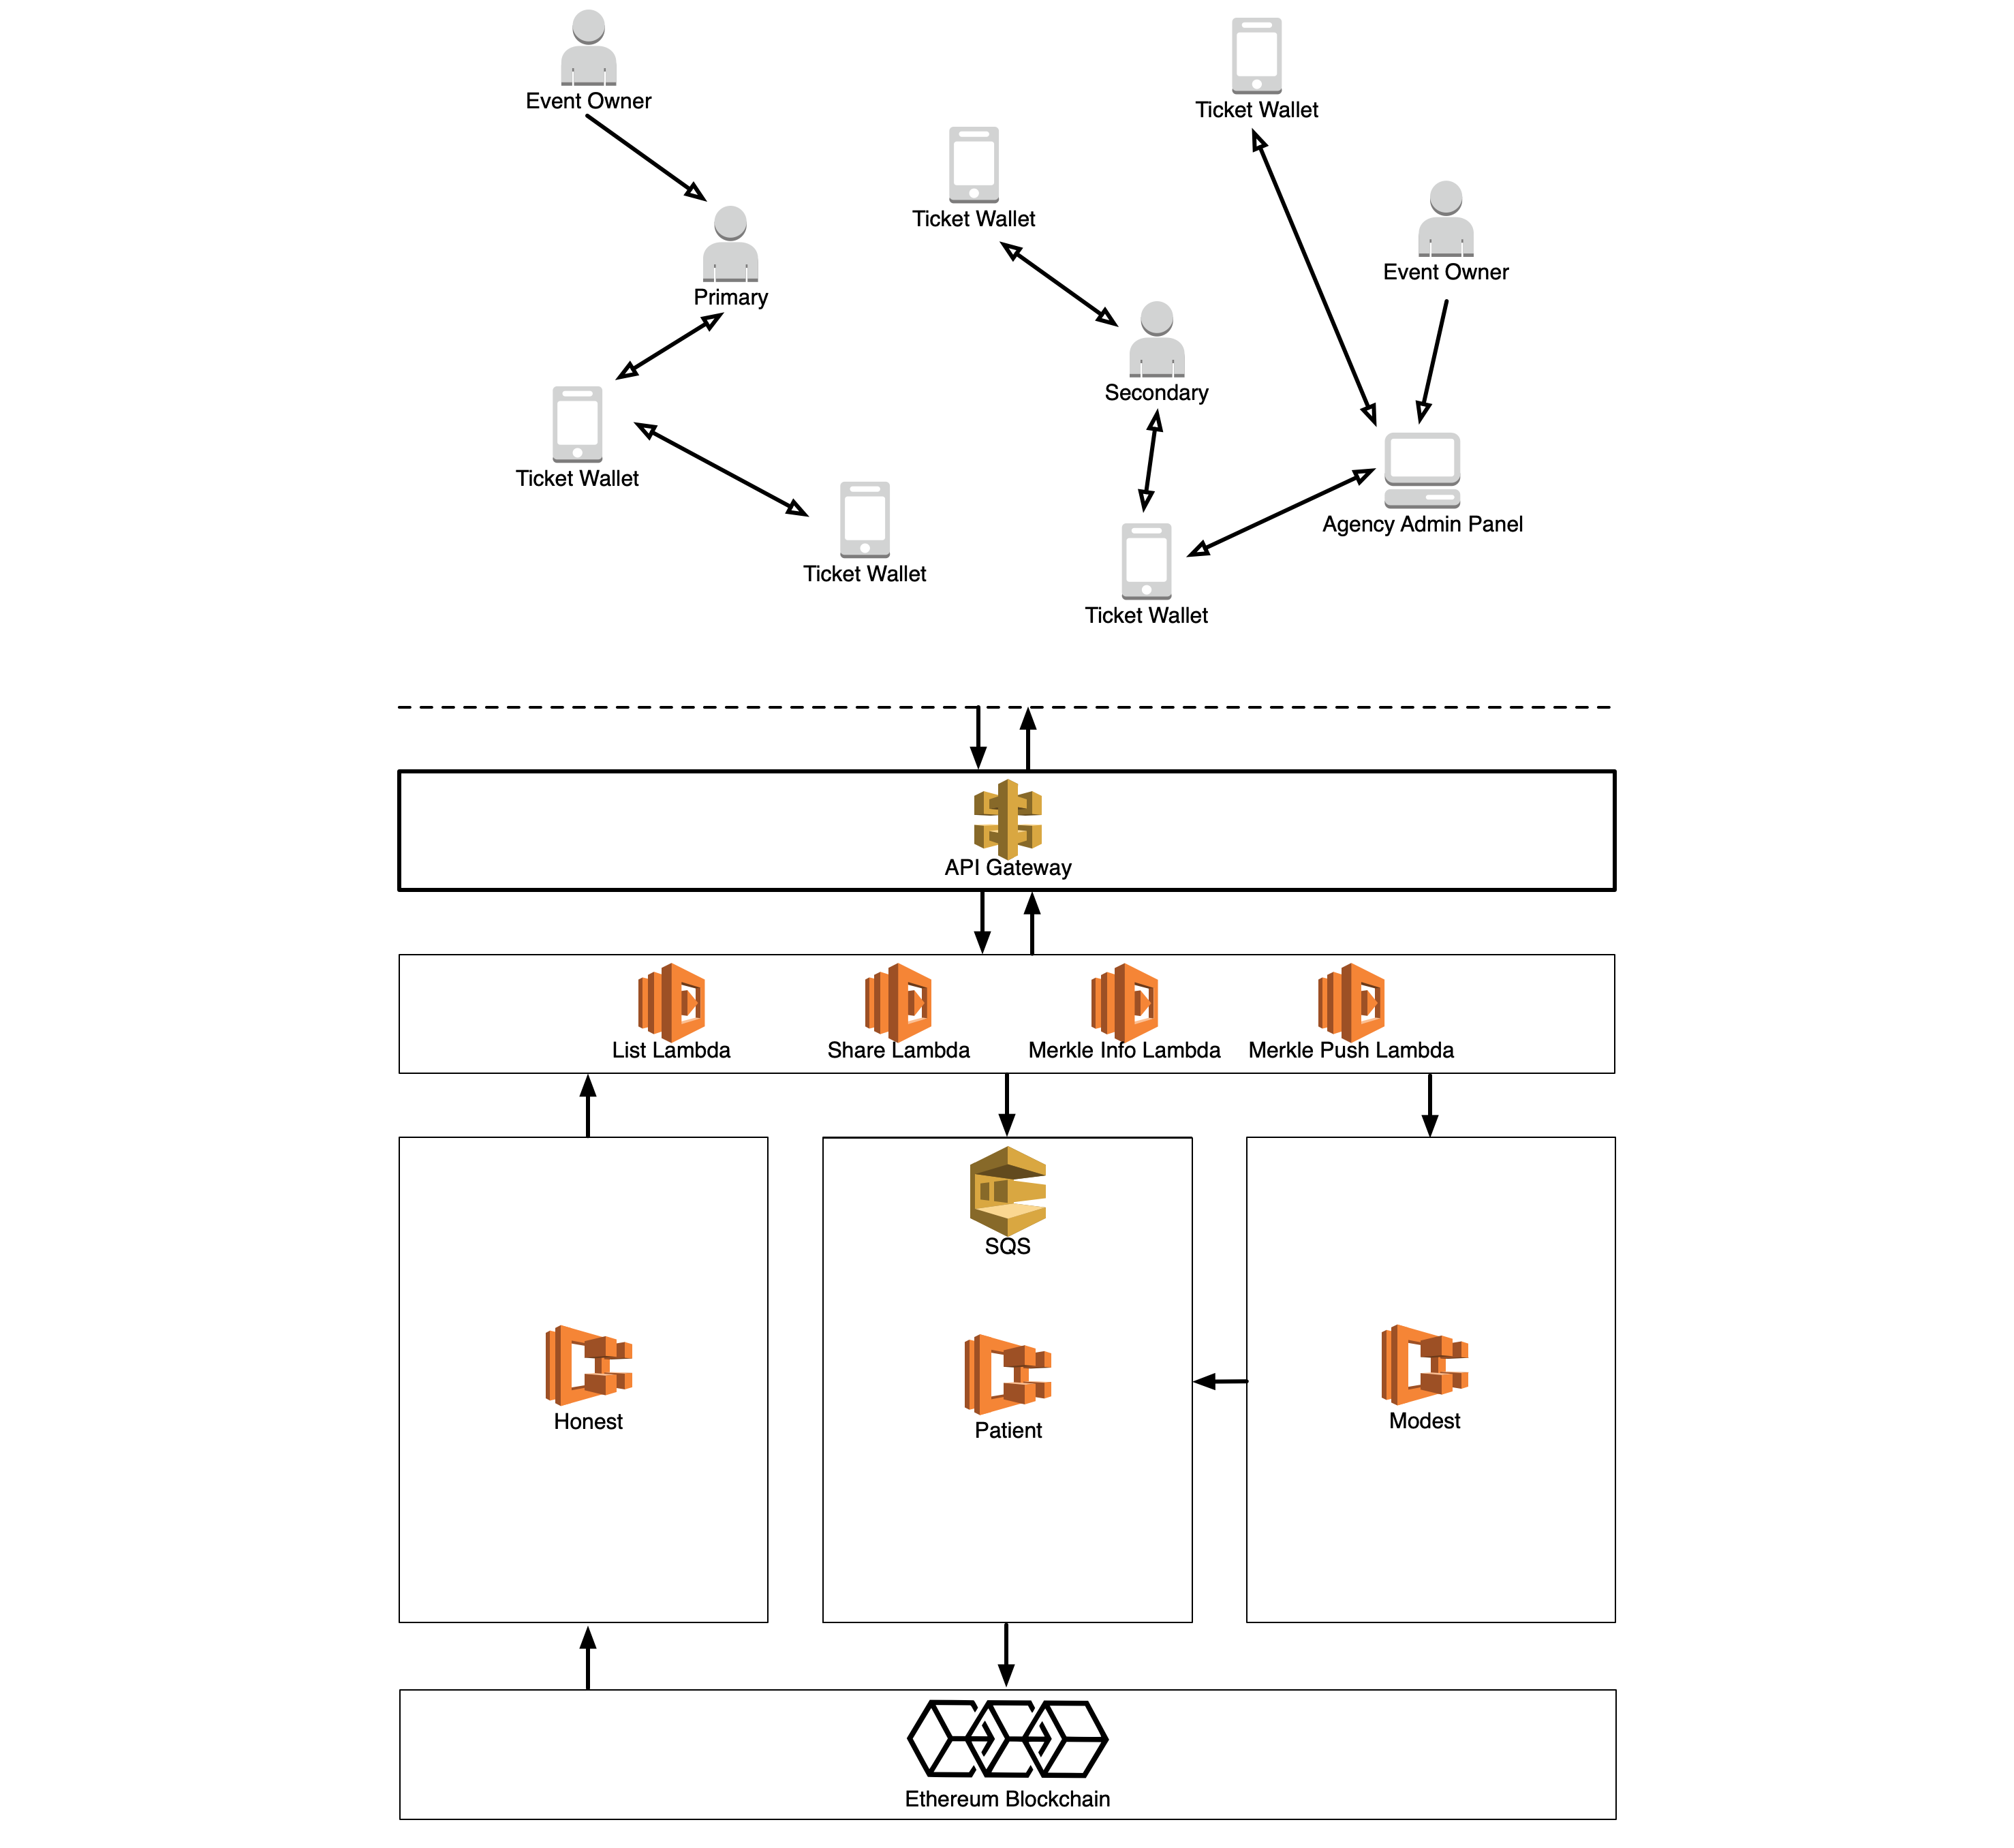 Event Owner
Ticket Wallet
Ticket Wallet
Event Owner
Primary
Secondary
Ticket Wallet
Agency Admin Panel
Ticket Wallet
Ticket Wallet
API Gateway
List Lambda
Share Lambda
Merkle Info Lambda
Merkle Push Lambda
SQS
Honest
Patient
Modest
Ethereum Blockchain